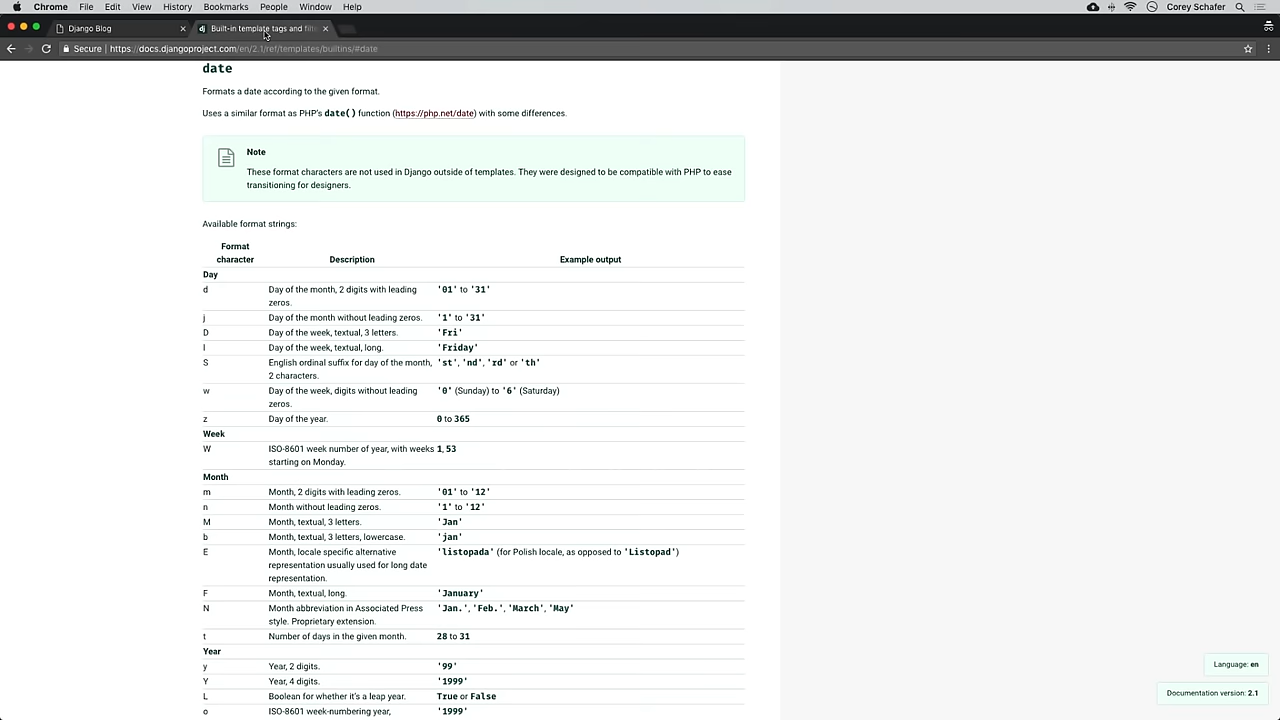 Chrome File Edit View History Bookmarks People Window Help Corey Schafer
Django Blog Built-in template tags and filt
Secure https://docs.djangoproject.com/en/2.1/ref/templates/builtins/#date
date
Formats a date according to the given format.
Uses a similar format as PHP's date() function (https://php.net/date) with some differences.
Note
These format characters are not used in Django outside of templates. They were designed to be compatible with PHP to ease
transitioning for designers.
Available format strings:
Format
character Description Example output
Day
d Day of the month, 2 digits with leading '01' to '31'
zeros.
j Day of the month without leading zeros. '1' to '31'
D Day of the week, textual, 3 letters. 'Fri'
l Day of the week, textual, long. 'Friday'
S English ordinal suffix for day of the month, 'st', 'nd', 'rd' or 'th'
2 characters.
w Day of the week, digits without leading '0' (Sunday) to '6' (Saturday)
zeros.
z Day of the year. 0 to 365
Week
W ISO-8601 week number of year, with weeks 1, 53
starting on Monday.
Month
m Month, 2 digits with leading zeros. '01' to '12'
n Month without leading zeros. '1' to '12'
M Month, textual, 3 letters. 'Jan'
b Month, textual, 3 letters, lowercase. 'jan'
E Month, locale specific alternative 'listopada' (for Polish locale, as opposed to 'Listopad')
representation usually used for long date
representation.
F Month, textual, long. 'January'
N Month abbreviation in Associated Press 'Jan.', 'Feb.', 'March', 'May'
style. Proprietary extension.
t Number of days in the given month. 28 to 31
Year
y Year, 2 digits. '99'
Y Year, 4 digits. '1999'
L Boolean for whether it's a leap year. True or False
o ISO-8601 week-numbering year, '1999'
Language: en
Documentation version: 2.1